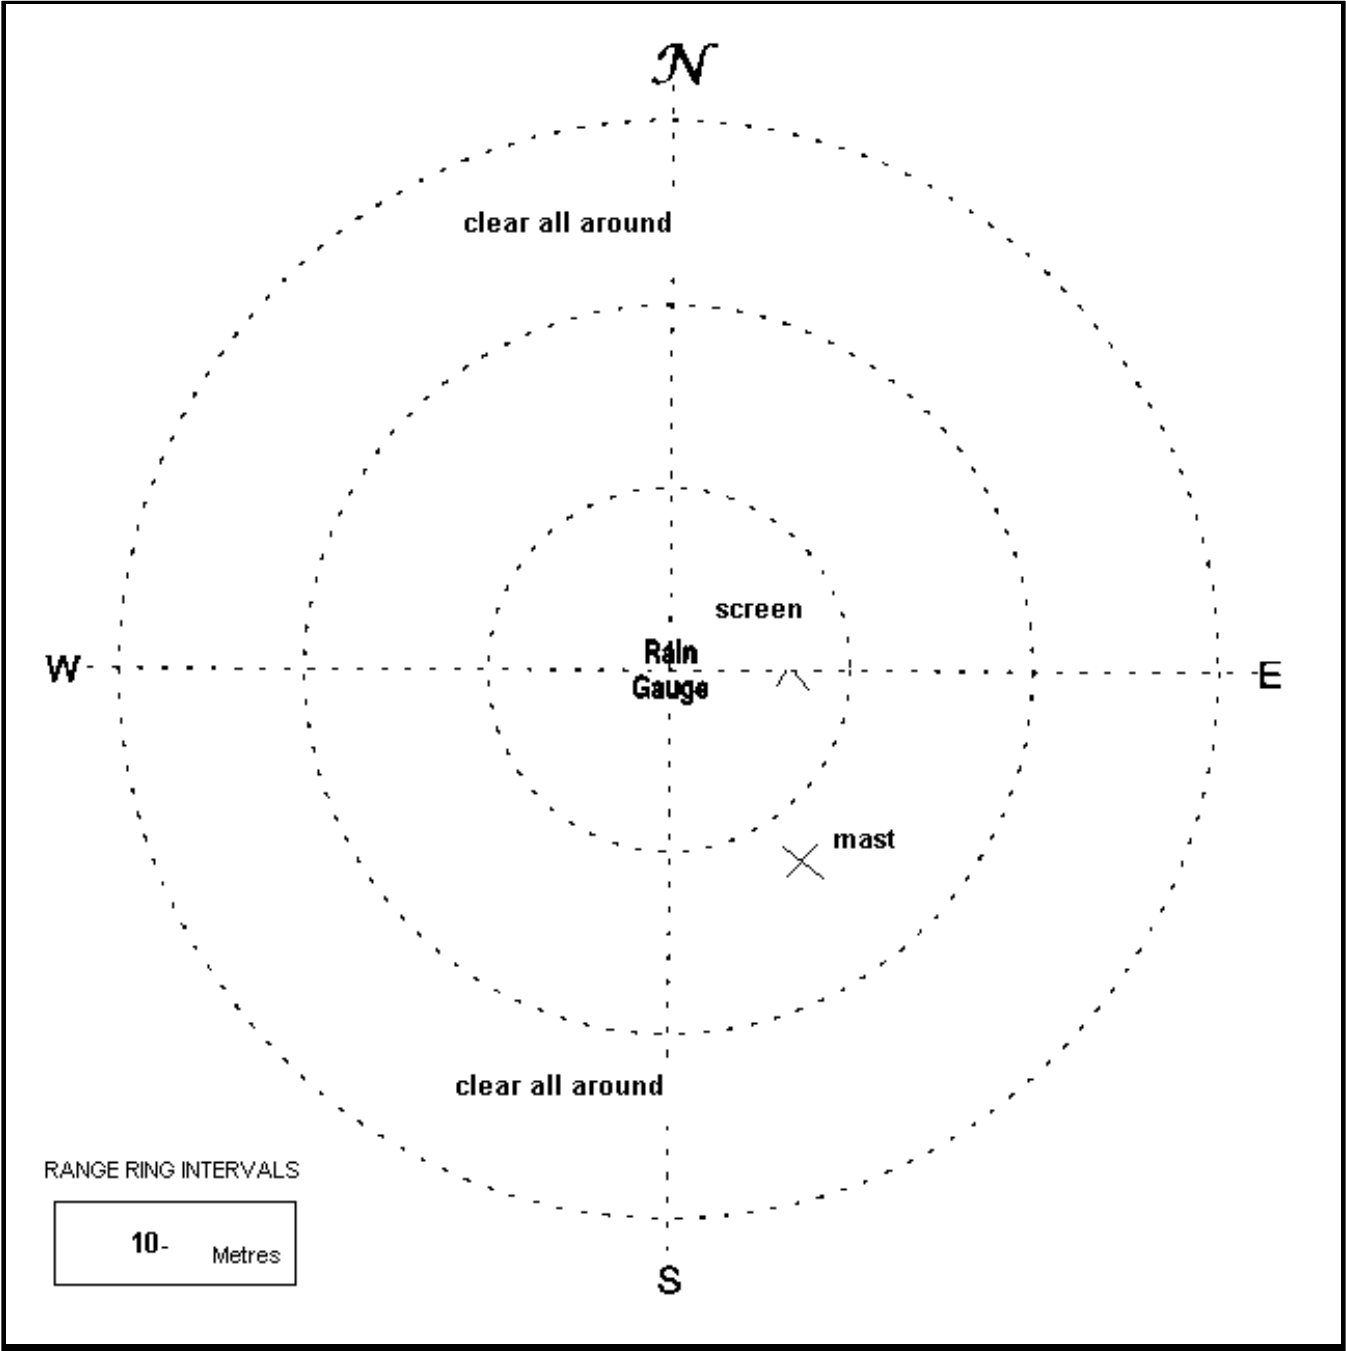 N
clear all around
screen
Rain
Gauge
W
E
mast
clear all around
RANGE RING INTERVALS
10- Metres
S